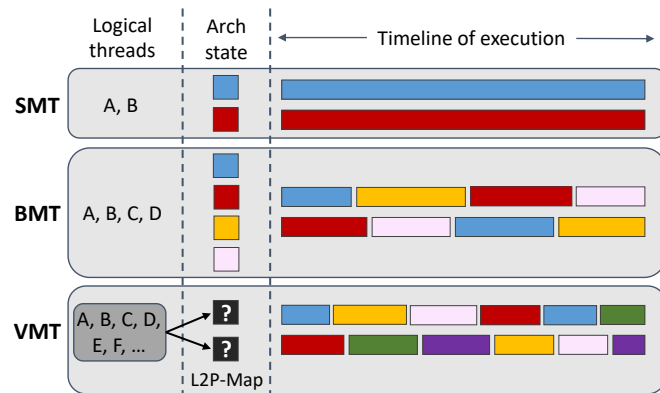 Logical threads
Arch state
Timeline of execution
SMT
A, B
BMT
A, B, C, D
VMT
A, B, C, D,
E, F, ...
?
?
L2P-Map